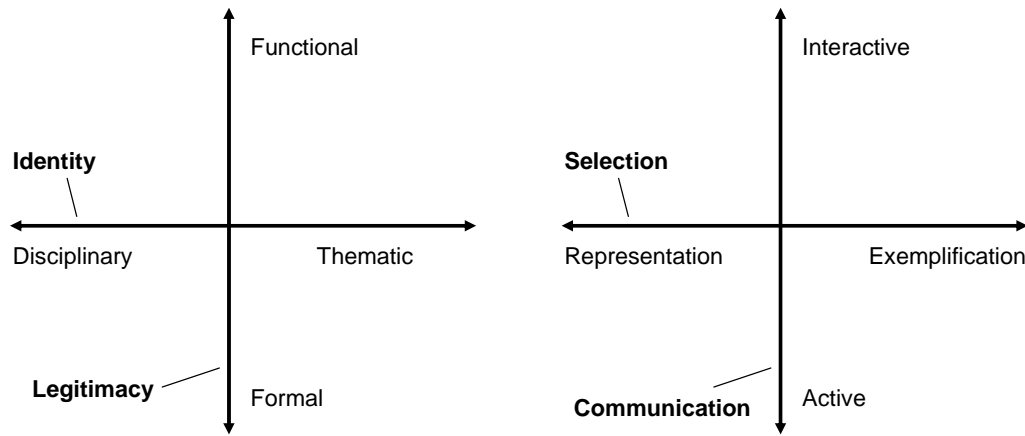 Functional
Interactive
Identity
Selection
Disciplinary
Thematic
Representation
Exemplification
Legitimacy
Formal
Communication
Active